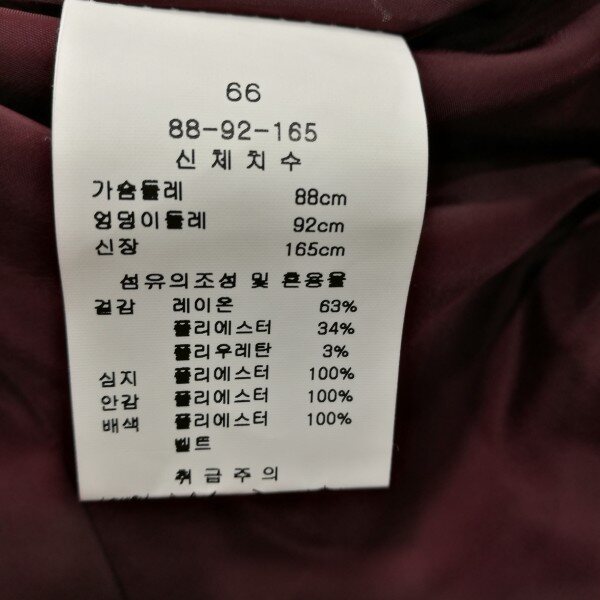 66
88-92-165
신체치수
가슴둘레 88cm
엉덩이둘레 92cm
신장 165cm
섬유의조성 및 혼용율
겉감 레이온 63%
폴리에스터 34%
폴리우레탄 3%
심지 폴리에스터 100%
안감 폴리에스터 100%
배색 폴리에스터 100%
벨트
취급주의